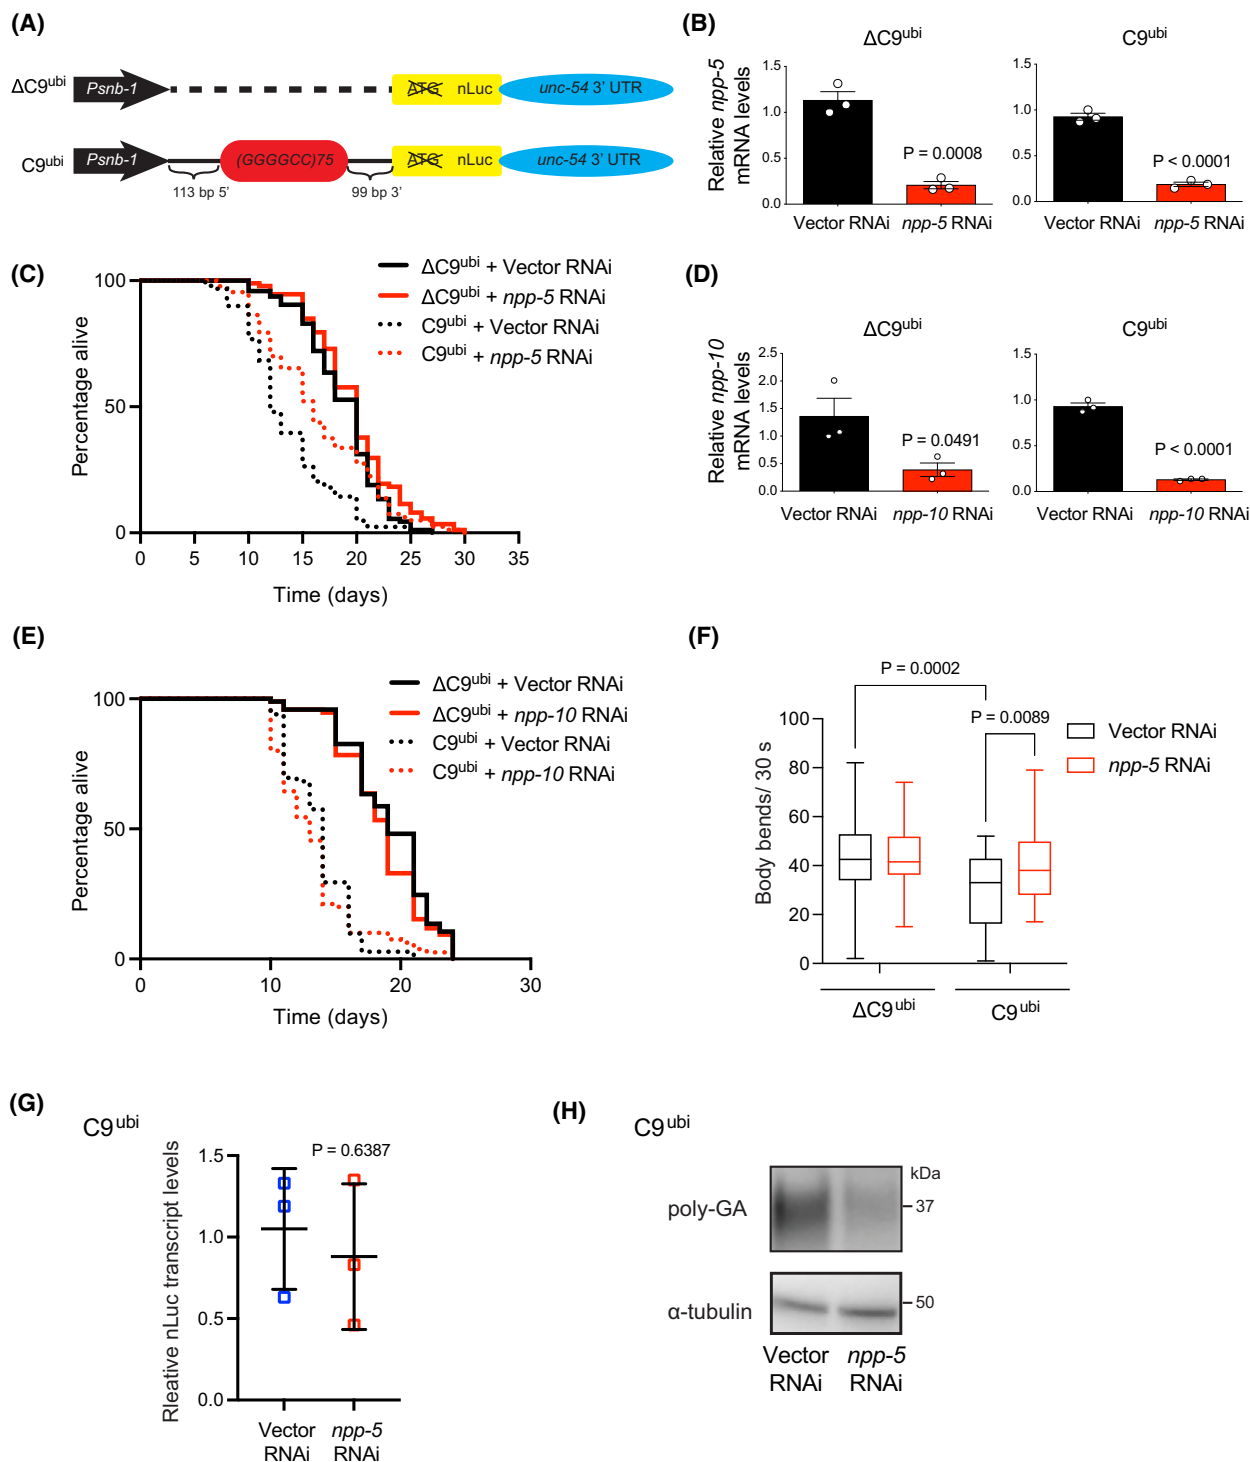 (A)
ΔC9ubi
Psnb-1
ATG nLuc
unc-54 3' UTR
C9ubi
Psnb-1
(GGGGCC)75
ATG nLuc
unc-54 3' UTR
113 bp 5'
99 bp 3'
(B)
ΔC9ubi
C9ubi
Relative npp-5
mRNA levels
1.5
1.0
0.5
0.0
P = 0.0008
Vector RNAi
npp-5 RNAi
1.5
1.0
0.5
0.0
P < 0.0001
Vector RNAi
npp-5 RNAi
(C)
Percentage alive
100
50
0
0 5 10 15 20 25 30 35
Time (days)
ΔC9ubi + Vector RNAi
ΔC9ubi + npp-5 RNAi
C9ubi + Vector RNAi
C9ubi + npp-5 RNAi
(D)
ΔC9ubi
C9ubi
Relative npp-10
mRNA levels
2.5
2.0
1.5
1.0
0.5
0.0
P = 0.0491
Vector RNAi
npp-10 RNAi
1.5
1.0
0.5
0.0
P < 0.0001
Vector RNAi
npp-10 RNAi
(E)
Percentage alive
100
50
0
0 10 20 30
Time (days)
ΔC9ubi + Vector RNAi
ΔC9ubi + npp-10 RNAi
C9ubi + Vector RNAi
C9ubi + npp-10 RNAi
(F)
P = 0.0002
P = 0.0089
Vector RNAi
npp-5 RNAi
Body bends/ 30 s
100
80
60
40
20
0
ΔC9ubi
C9ubi
(G)
C9ubi
Rleative nLuc transcript levels
1.5
1.0
0.5
0.0
P = 0.6387
Vector
RNAi
npp-5
RNAi
(H)
C9ubi
kDa
poly-GA
37
α-tubulin
50
Vector
RNAi
npp-5
RNAi